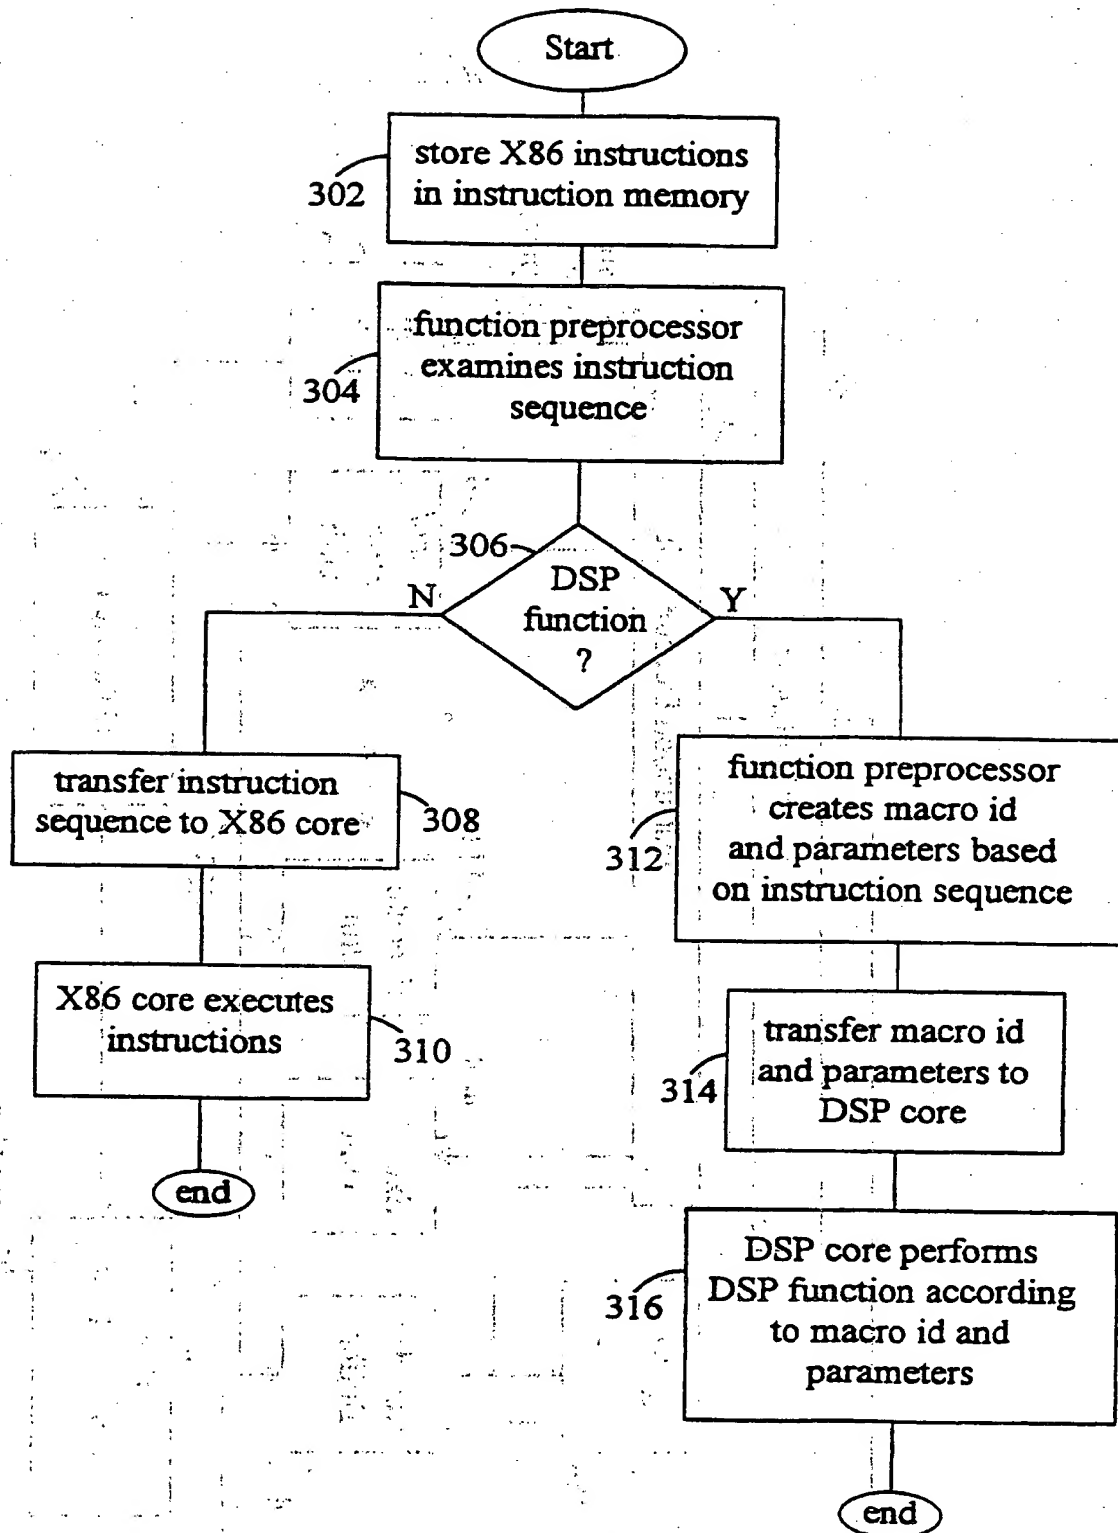 Start
store X86 instructions
in instruction memory
302
function preprocessor
examines instruction
sequence
304
306
DSP
function
?
N
Y
transfer instruction
sequence to X86 core
308
X86 core executes
instructions
310
end
function preprocessor
creates macro id
and parameters based
on instruction sequence
312
transfer macro id
and parameters to
DSP core
314
DSP core performs
DSP function according
to macro id and
parameters
316
end